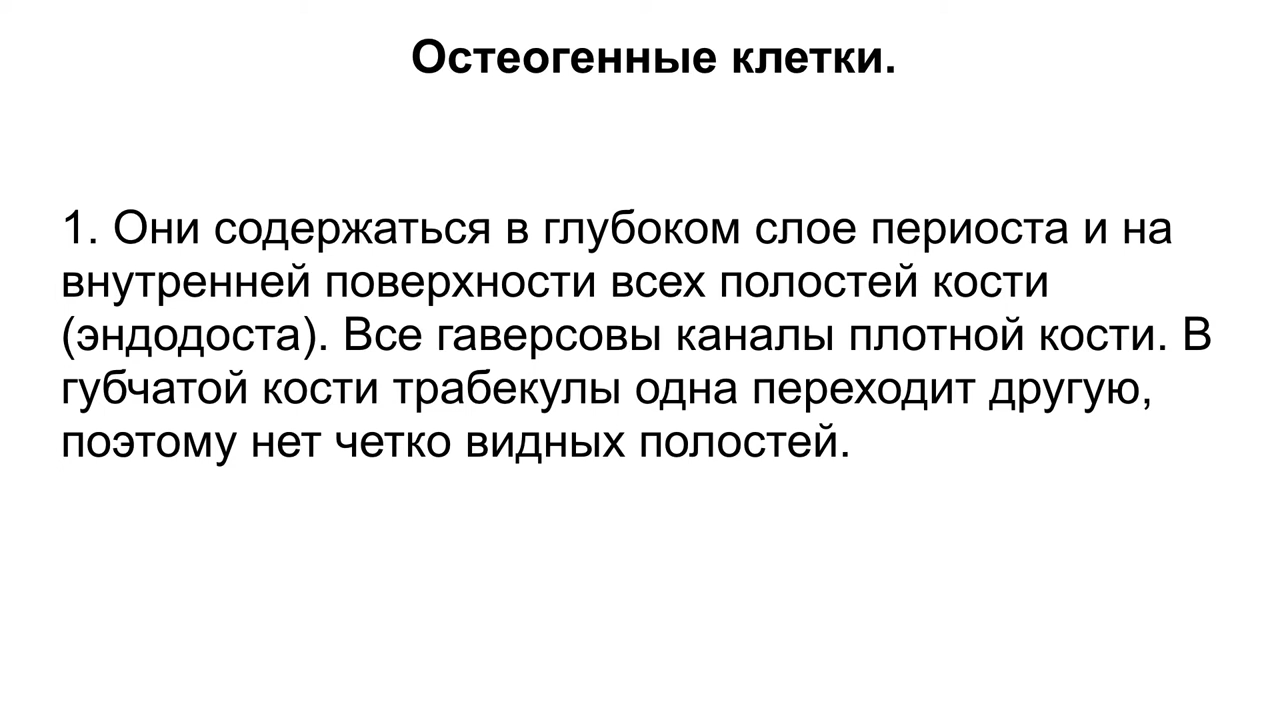 Остеогенные клетки.
1. Они содержаться в глубоком слое периоста и на
внутренней поверхности всех полостей кости
(эндодоста). Все гаверсовы каналы плотной кости. В
губчатой кости трабекулы одна переходит другую,
поэтому нет четко видных полостей.